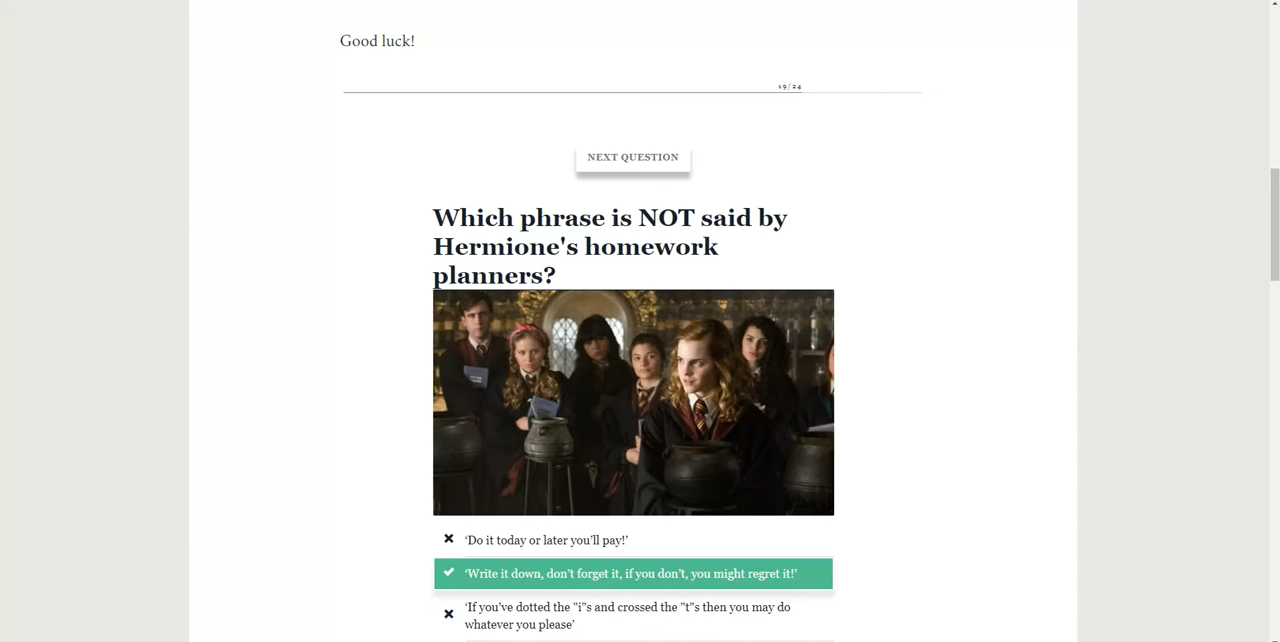 Good luck!
19/24
NEXT QUESTION
Which phrase is NOT said by
Hermione's homework
planners?
‘Do it today or later you’ll pay!’
‘Write it down, don’t forget it, if you don’t, you might regret it!’
‘If you’ve dotted the "i"s and crossed the "t"s then you may do
whatever you please’